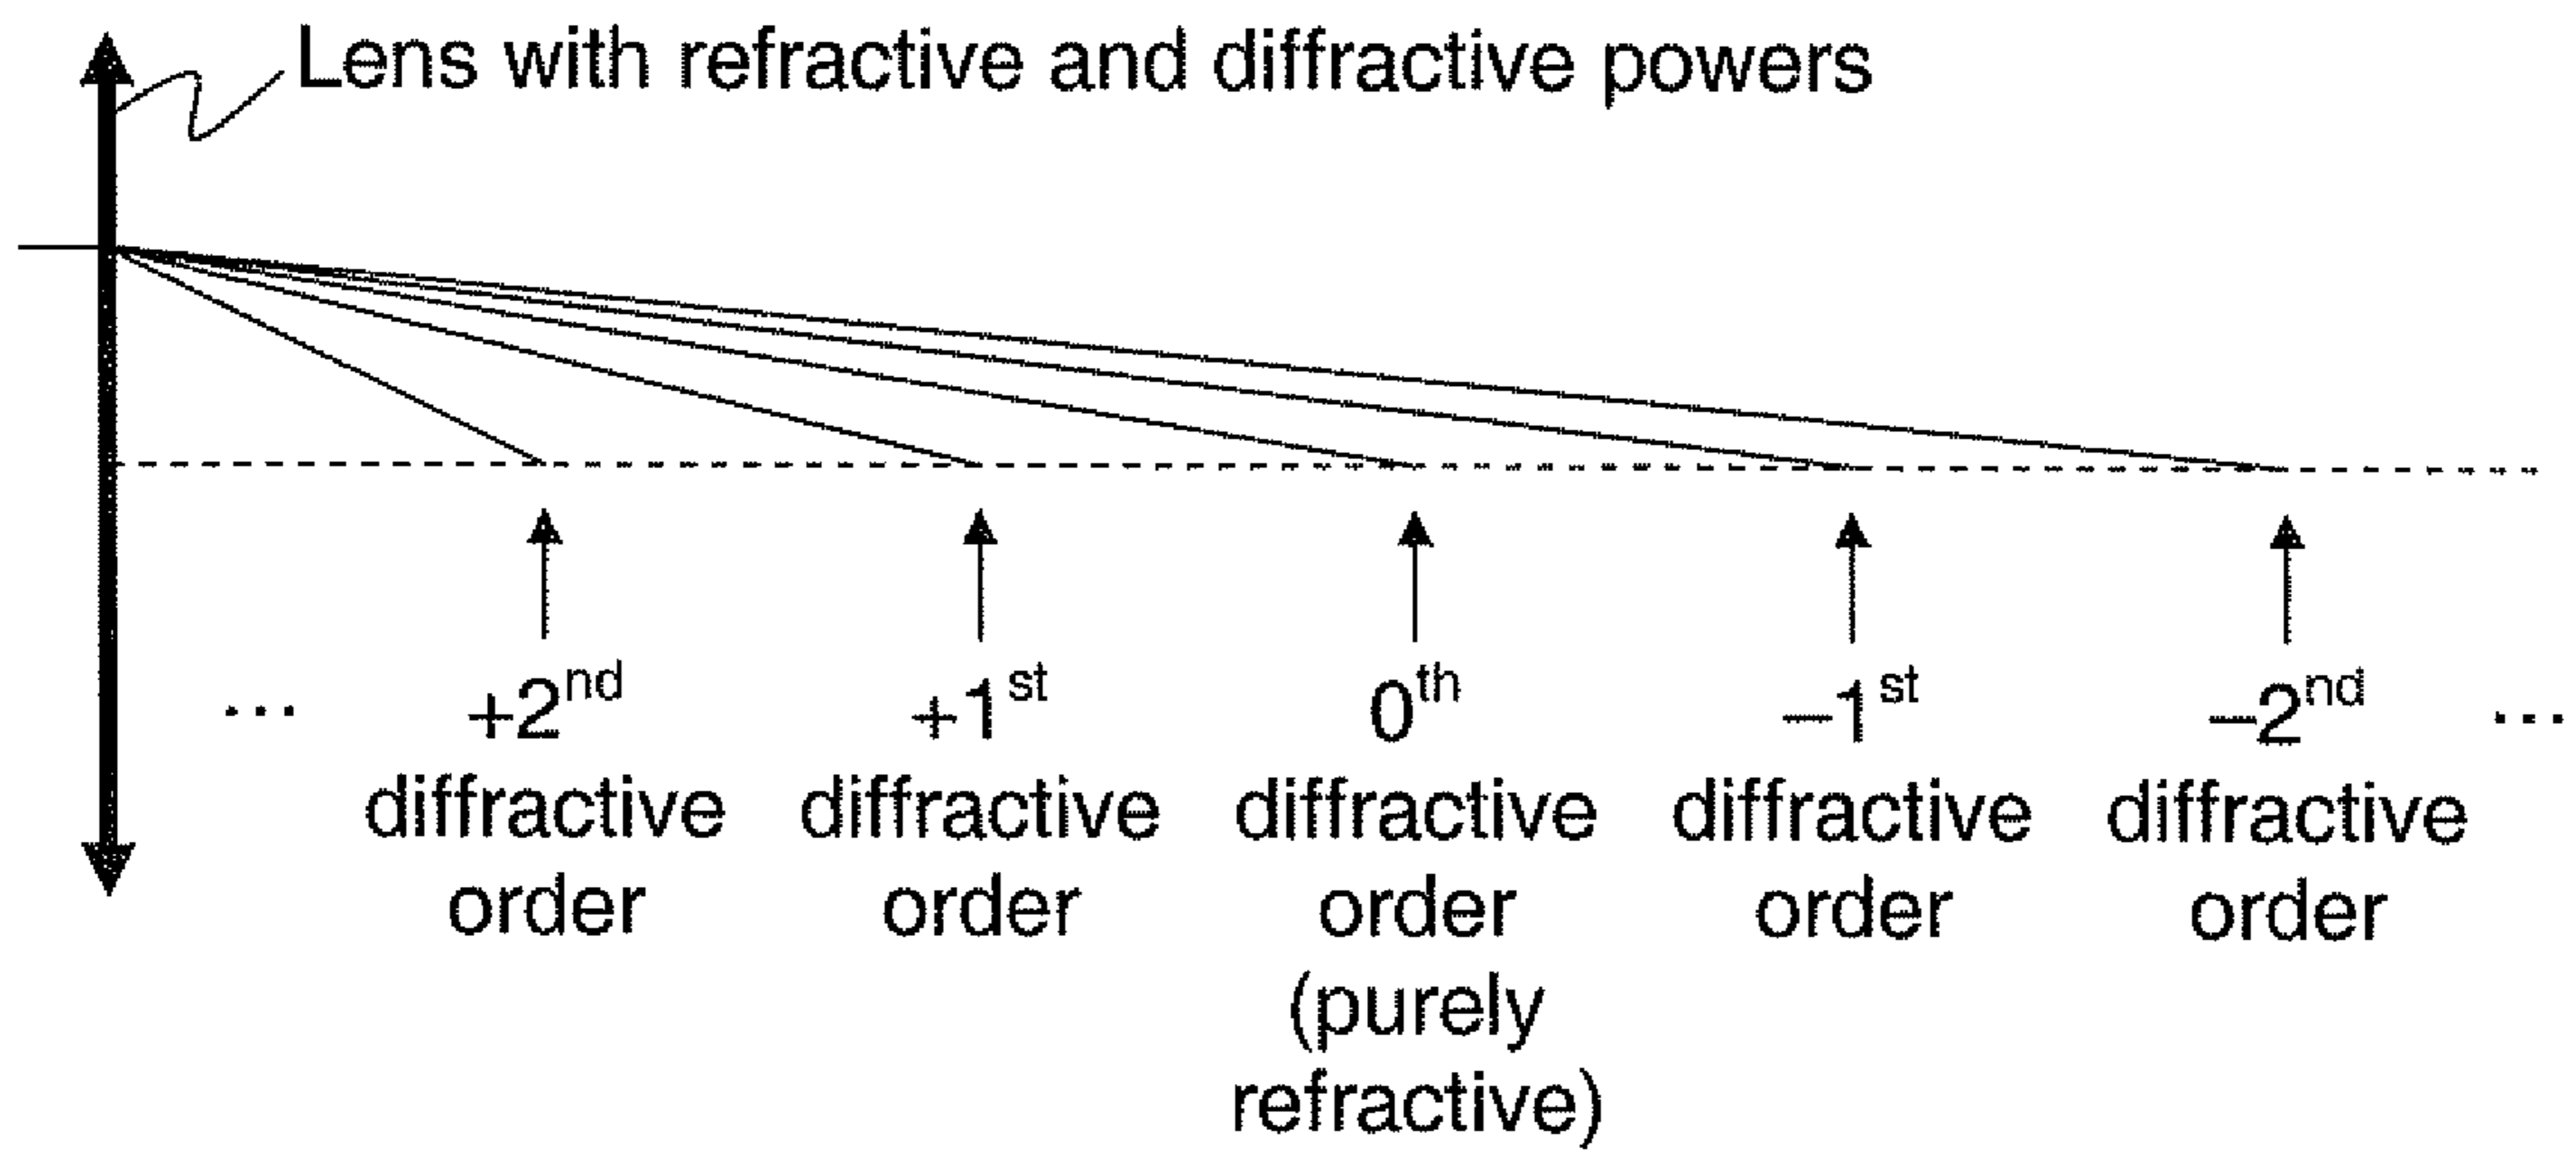 Lens with refractive and diffractive powers
... +2nd +1st 0th –1st –2nd ...
diffractive diffractive diffractive diffractive diffractive
order order order order order
(purely
refractive)